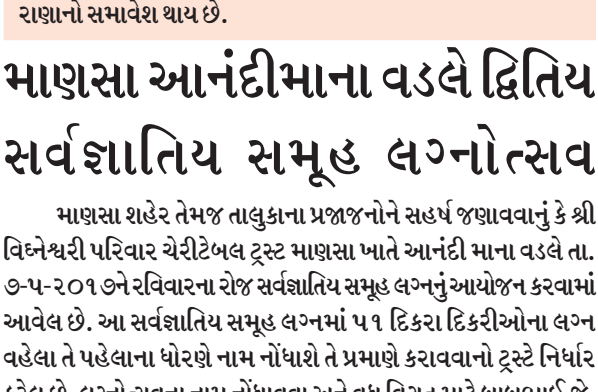 રાણાનો સમાવેશ થાય છે.
માણસા આનંદીમાના વડલે દ્વિતિય
સર્વજ્ઞાતિય સમૂહ લગ્નોત્સવ
માણસા શહેર તેમજ તાલુકાના પ્રજાજનોને સહર્ષ જણાવવાનું કે શ્રી
વિઘ્નેશ્વરી પરિવાર ચેરીટેબલ ટ્રસ્ટ માણસા ખાતે આનંદી માના વડલે તા.
૭-૫-૨૦૧૭ને રવિવારના રોજ સર્વજ્ઞાતિય સમૂહ લગ્નનું આયોજન કરવામાં
આવેલ છે. આ સર્વજ્ઞાતિય સમૂહ લગ્નમાં ૫૧ દિકરા દિકરીઓના લગ્ન
વહેલા તે પહેલાના ધોરણે નામ નોંધાશે તે પ્રમાણે કરાવવાનો ટ્રસ્ટે નિર્ધાર